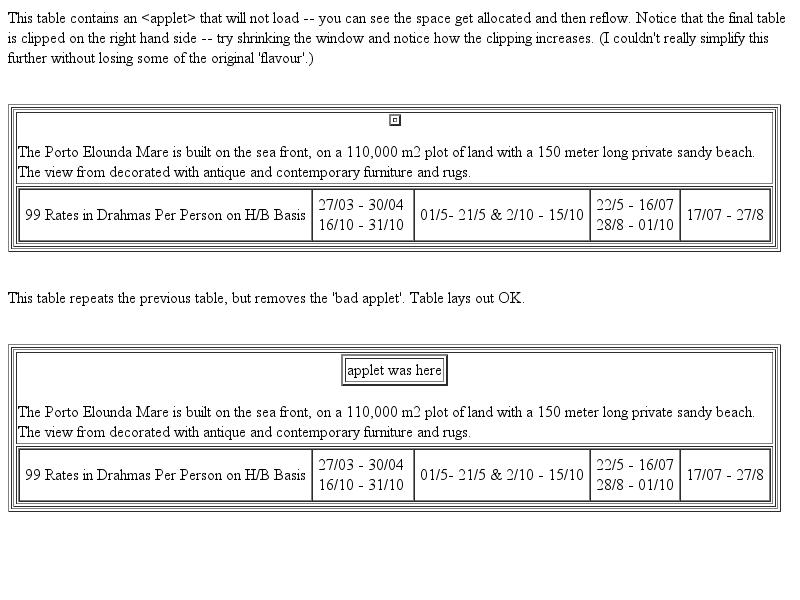 This table contains an <applet> that will not load -- you can see the space get allocated and then reflow. Notice that the final table
is clipped on the right hand side -- try shrinking the window and notice how the clipping increases. (I couldn't really simplify this
further without losing some of the original 'flavour'.)
The Porto Elounda Mare is built on the sea front, on a 110,000 m2 plot of land with a 150 meter long private sandy beach.
The view from decorated with antique and contemporary furniture and rugs.
99 Rates in Drahmas Per Person on H/B Basis
27/03 - 30/04
16/10 - 31/10
01/5- 21/5 & 2/10 - 15/10
22/5 - 16/07
28/8 - 01/10
17/07 - 27/8
This table repeats the previous table, but removes the 'bad applet'. Table lays out OK.
applet was here
The Porto Elounda Mare is built on the sea front, on a 110,000 m2 plot of land with a 150 meter long private sandy beach.
The view from decorated with antique and contemporary furniture and rugs.
99 Rates in Drahmas Per Person on H/B Basis
27/03 - 30/04
16/10 - 31/10
01/5- 21/5 & 2/10 - 15/10
22/5 - 16/07
28/8 - 01/10
17/07 - 27/8